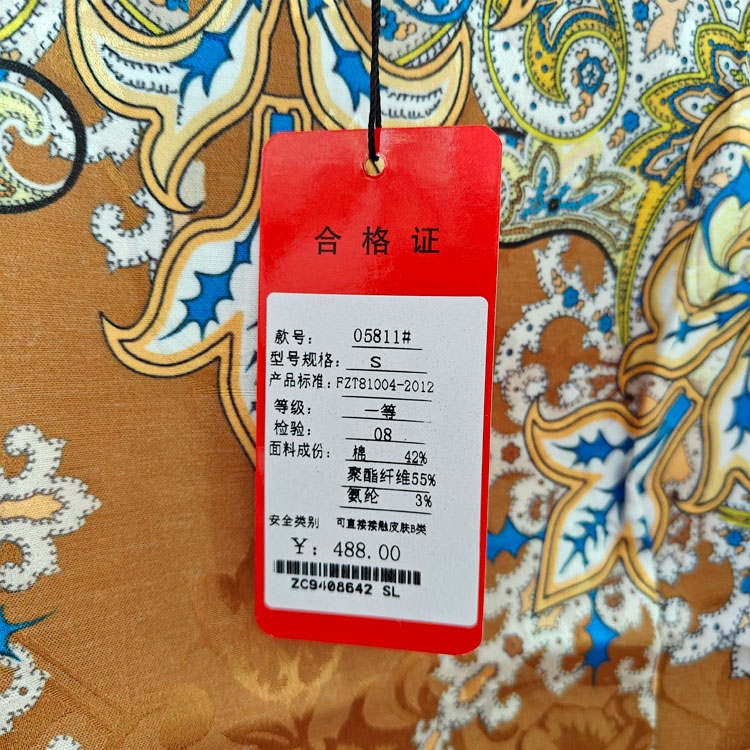 合格证
款号： 05811#
型号规格： S
产品标准：FZT81004-2012
等级： 一等
检验： 08
面料成份： 棉 42%
聚酯纤维55%
氨纶 3%
安全类别 可直接接触皮肤B类
￥：488.00
ZC9408642 SL